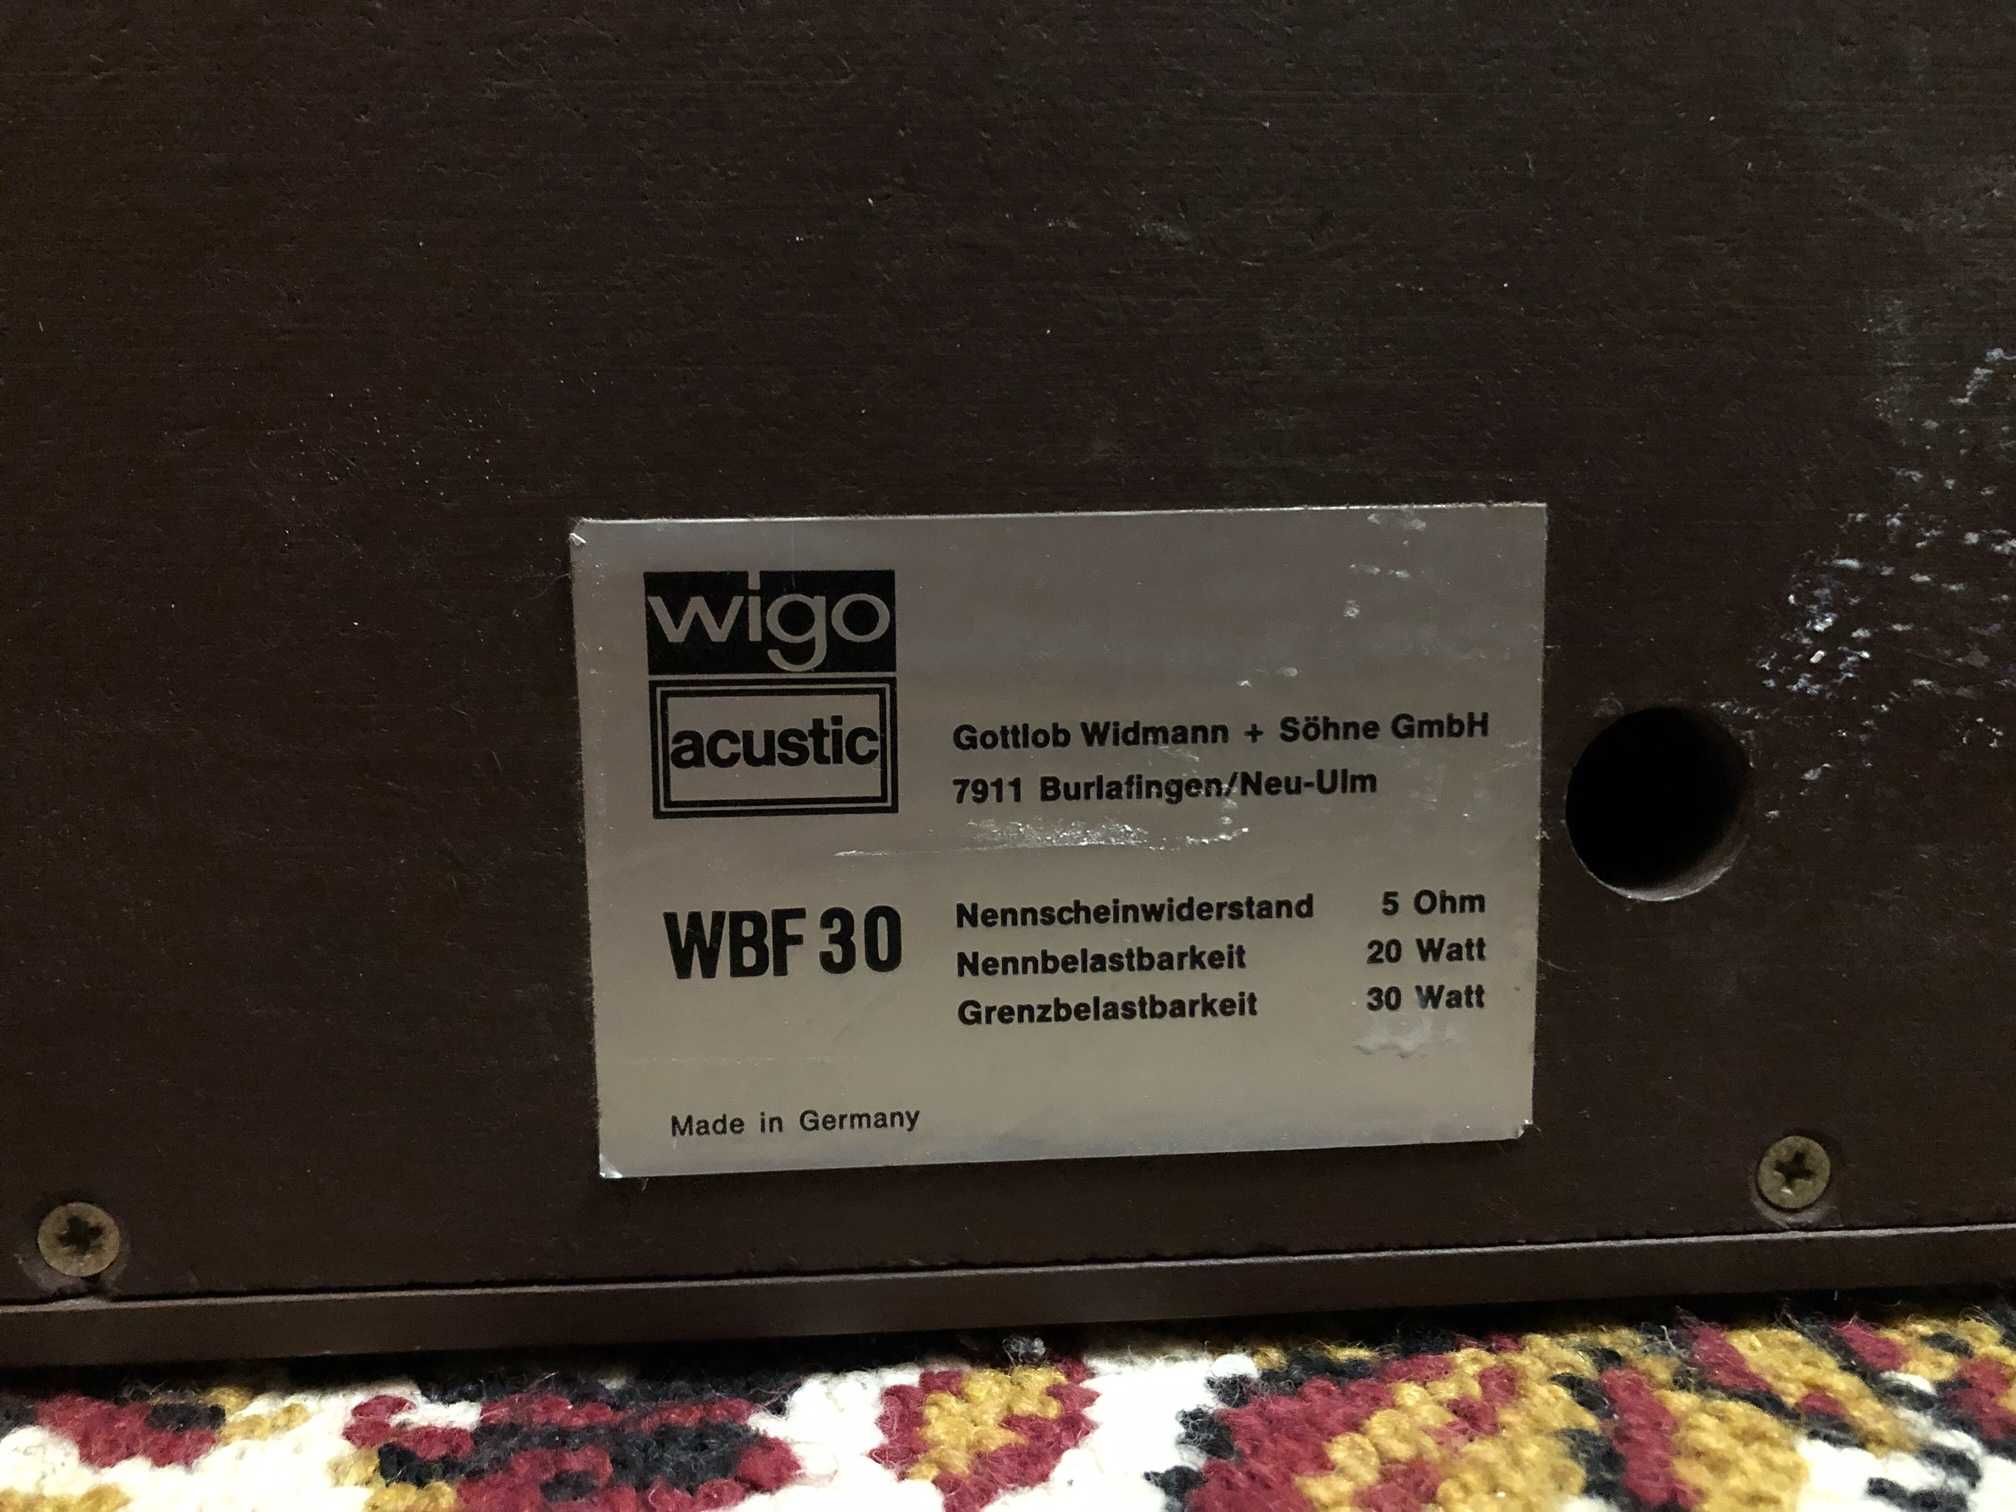 wigo
acustic
Gottlob Widmann + Söhne GmbH
7911 Burlafingen/Neu-Ulm
WBF 30
Nennscheinwiderstand 5 Ohm
Nennbelastbarkeit 20 Watt
Grenzbelastbarkeit 30 Watt
Made in Germany